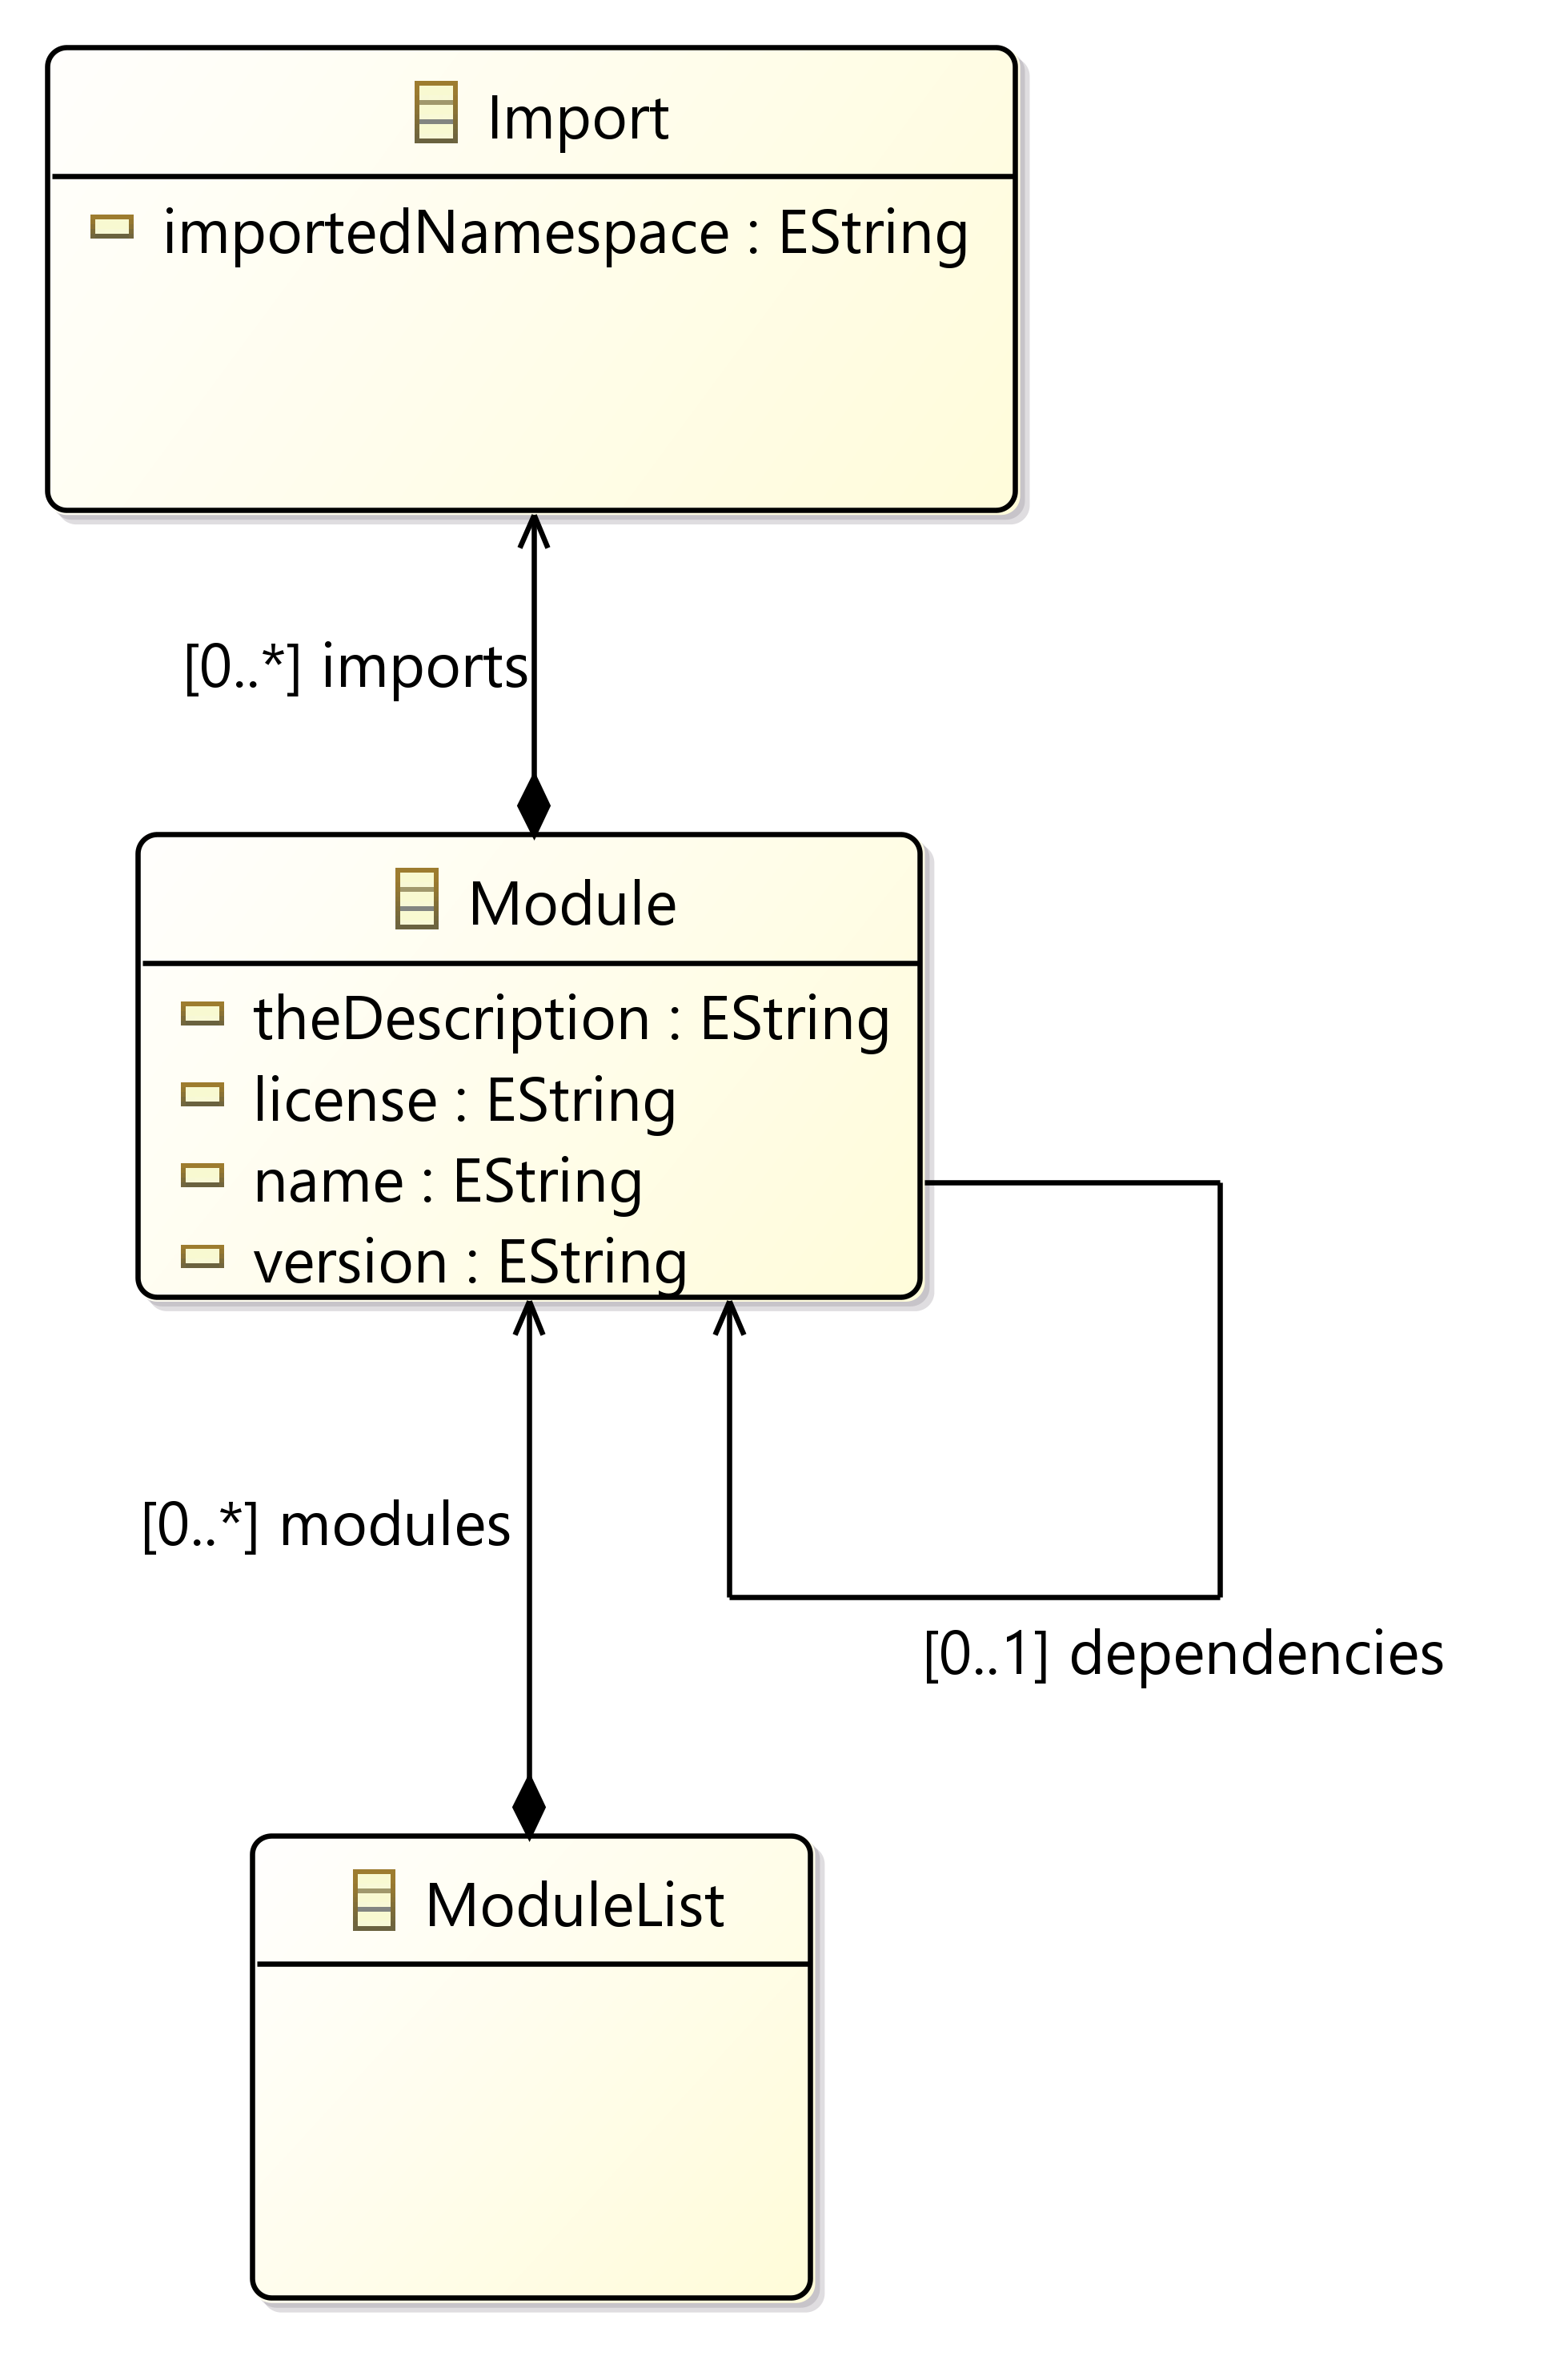 Import
importedNamespace : EString
[0..*] imports
Module
theDescription : EString
license : EString
name : EString
version : EString
[0..*] modules
[0..1] dependencies
ModuleList